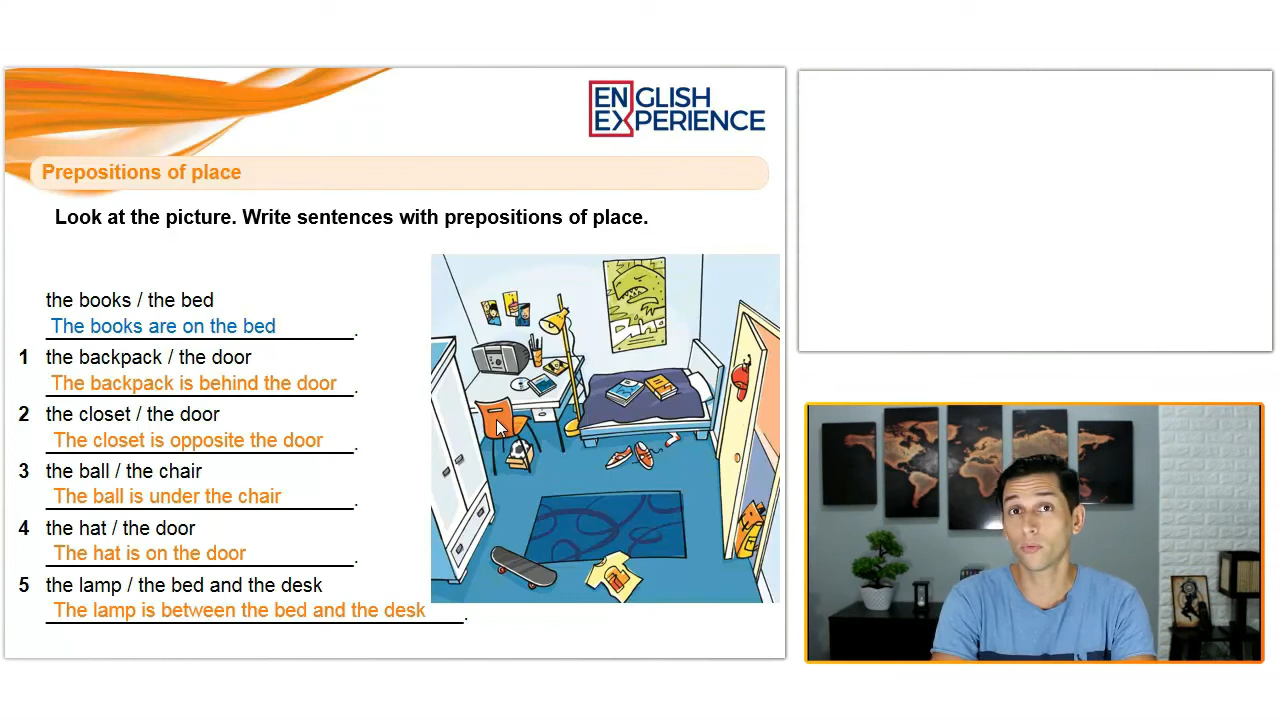 ENGLISH
EXPERIENCE
Prepositions of place
Look at the picture. Write sentences with prepositions of place.
the books / the bed
The books are on the bed.
1 the backpack / the door
The backpack is behind the door.
2 the closet / the door
The closet is opposite the door.
3 the ball / the chair
The ball is under the chair.
4 the hat / the door
The hat is on the door.
5 the lamp / the bed and the desk
The lamp is between the bed and the desk.